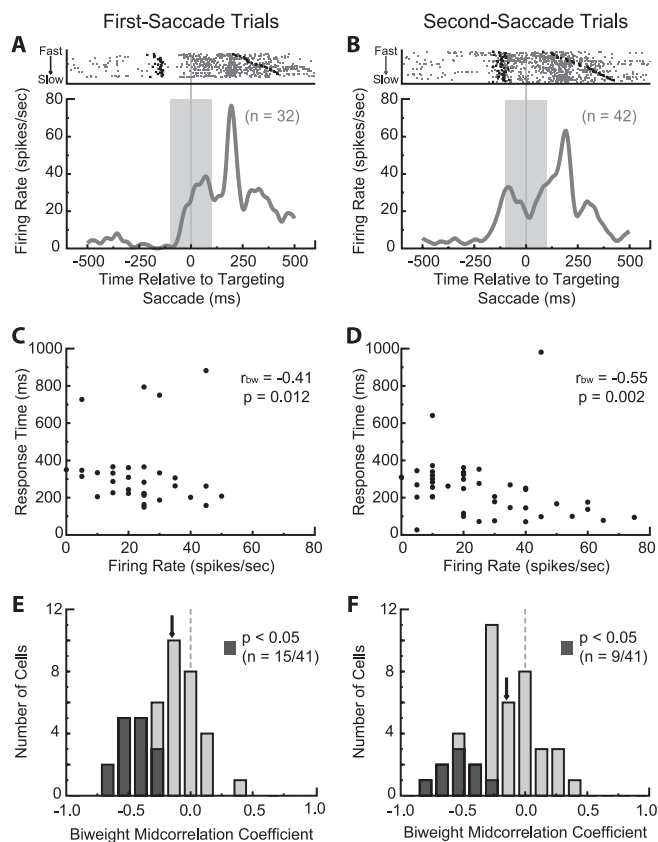 First-Saccade Trials
Second-Saccade Trials
A
Fast
Slow
Firing Rate (spikes/sec)
80
60
40
20
0
(n = 32)
-500 -250 0 250 500
Time Relative to Targeting
Saccade (ms)
B
Fast
Slow
Firing Rate (spikes/sec)
80
60
40
20
0
(n = 42)
-500 -250 0 250 500
Time Relative to Targeting
Saccade (ms)
C
Response Time (ms)
1000
800
600
400
200
0
rbw = -0.41
p = 0.012
0 20 40 60 80
Firing Rate (spikes/sec)
D
Response Time (ms)
1000
800
600
400
200
0
rbw = -0.55
p = 0.002
0 20 40 60 80
Firing Rate (spikes/sec)
E
Number of Cells
12
8
4
0
p < 0.05
(n = 15/41)
-1.0 -0.5 0.0 0.5 1.0
Biweight Midcorrelation Coefficient
F
Number of Cells
12
8
4
0
p < 0.05
(n = 9/41)
-1.0 -0.5 0.0 0.5 1.0
Biweight Midcorrelation Coefficient